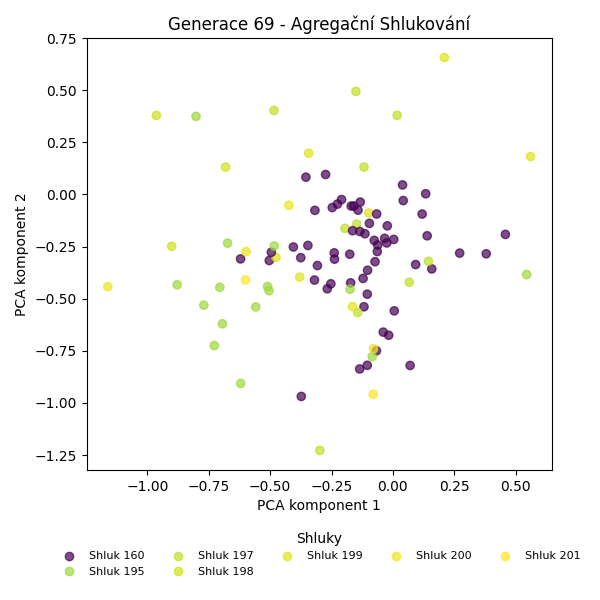 Generace 69 - Agregační Shlukování
PCA komponent 2
0.75
0.50
0.25
0.00
−0.25
−0.50
−0.75
−1.00
−1.25
−1.00 −0.75 −0.50 −0.25 0.00 0.25 0.50
PCA komponent 1
Shluky
Shluk 160 Shluk 197 Shluk 199 Shluk 200 Shluk 201
Shluk 195 Shluk 198